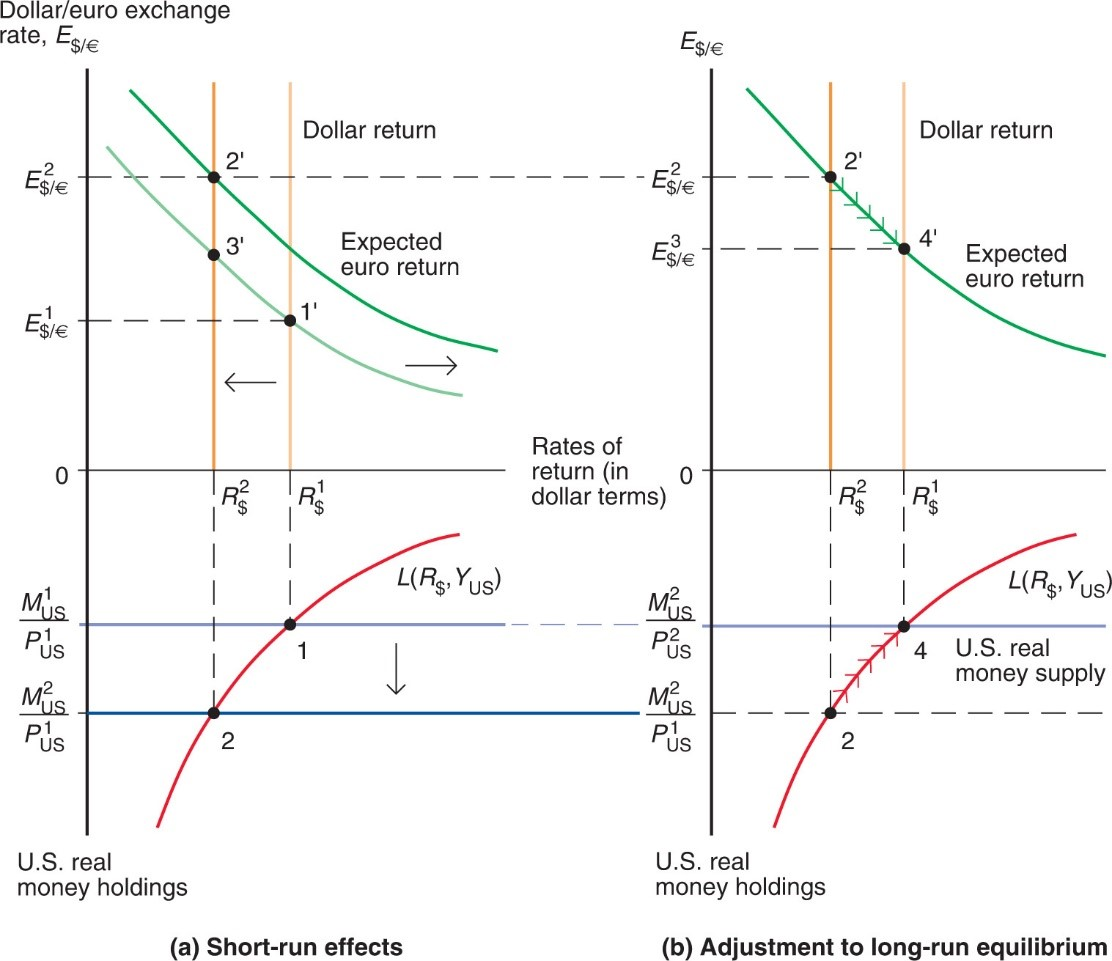 Dollar/euro exchange
rate, E$/€
E²$/€
E¹$/€
2'
3'
1'
Dollar return
Expected
euro return
0
R²$
R¹$
Rates of
return (in
dollar terms)
L(R$, YUS)
M¹US
P¹US
M²US
P¹US
1
2
U.S. real
money holdings
(a) Short-run effects
E$/€
E²$/€
E³$/€
2'
4'
Dollar return
Expected
euro return
0
R²$
R¹$
L(R$, YUS)
M²US
P²US
M²US
P¹US
4
2
U.S. real
money supply
U.S. real
money holdings
(b) Adjustment to long-run equilibrium